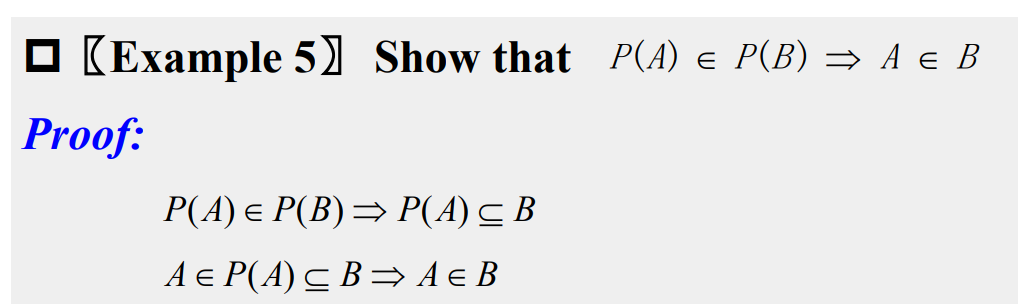 □〖Example 5〗 Show that P(A) ∈ P(B) ⇒ A ∈ B
Proof:
P(A) ∈ P(B) ⇒ P(A) ⊆ B
A ∈ P(A) ⊆ B ⇒ A ∈ B